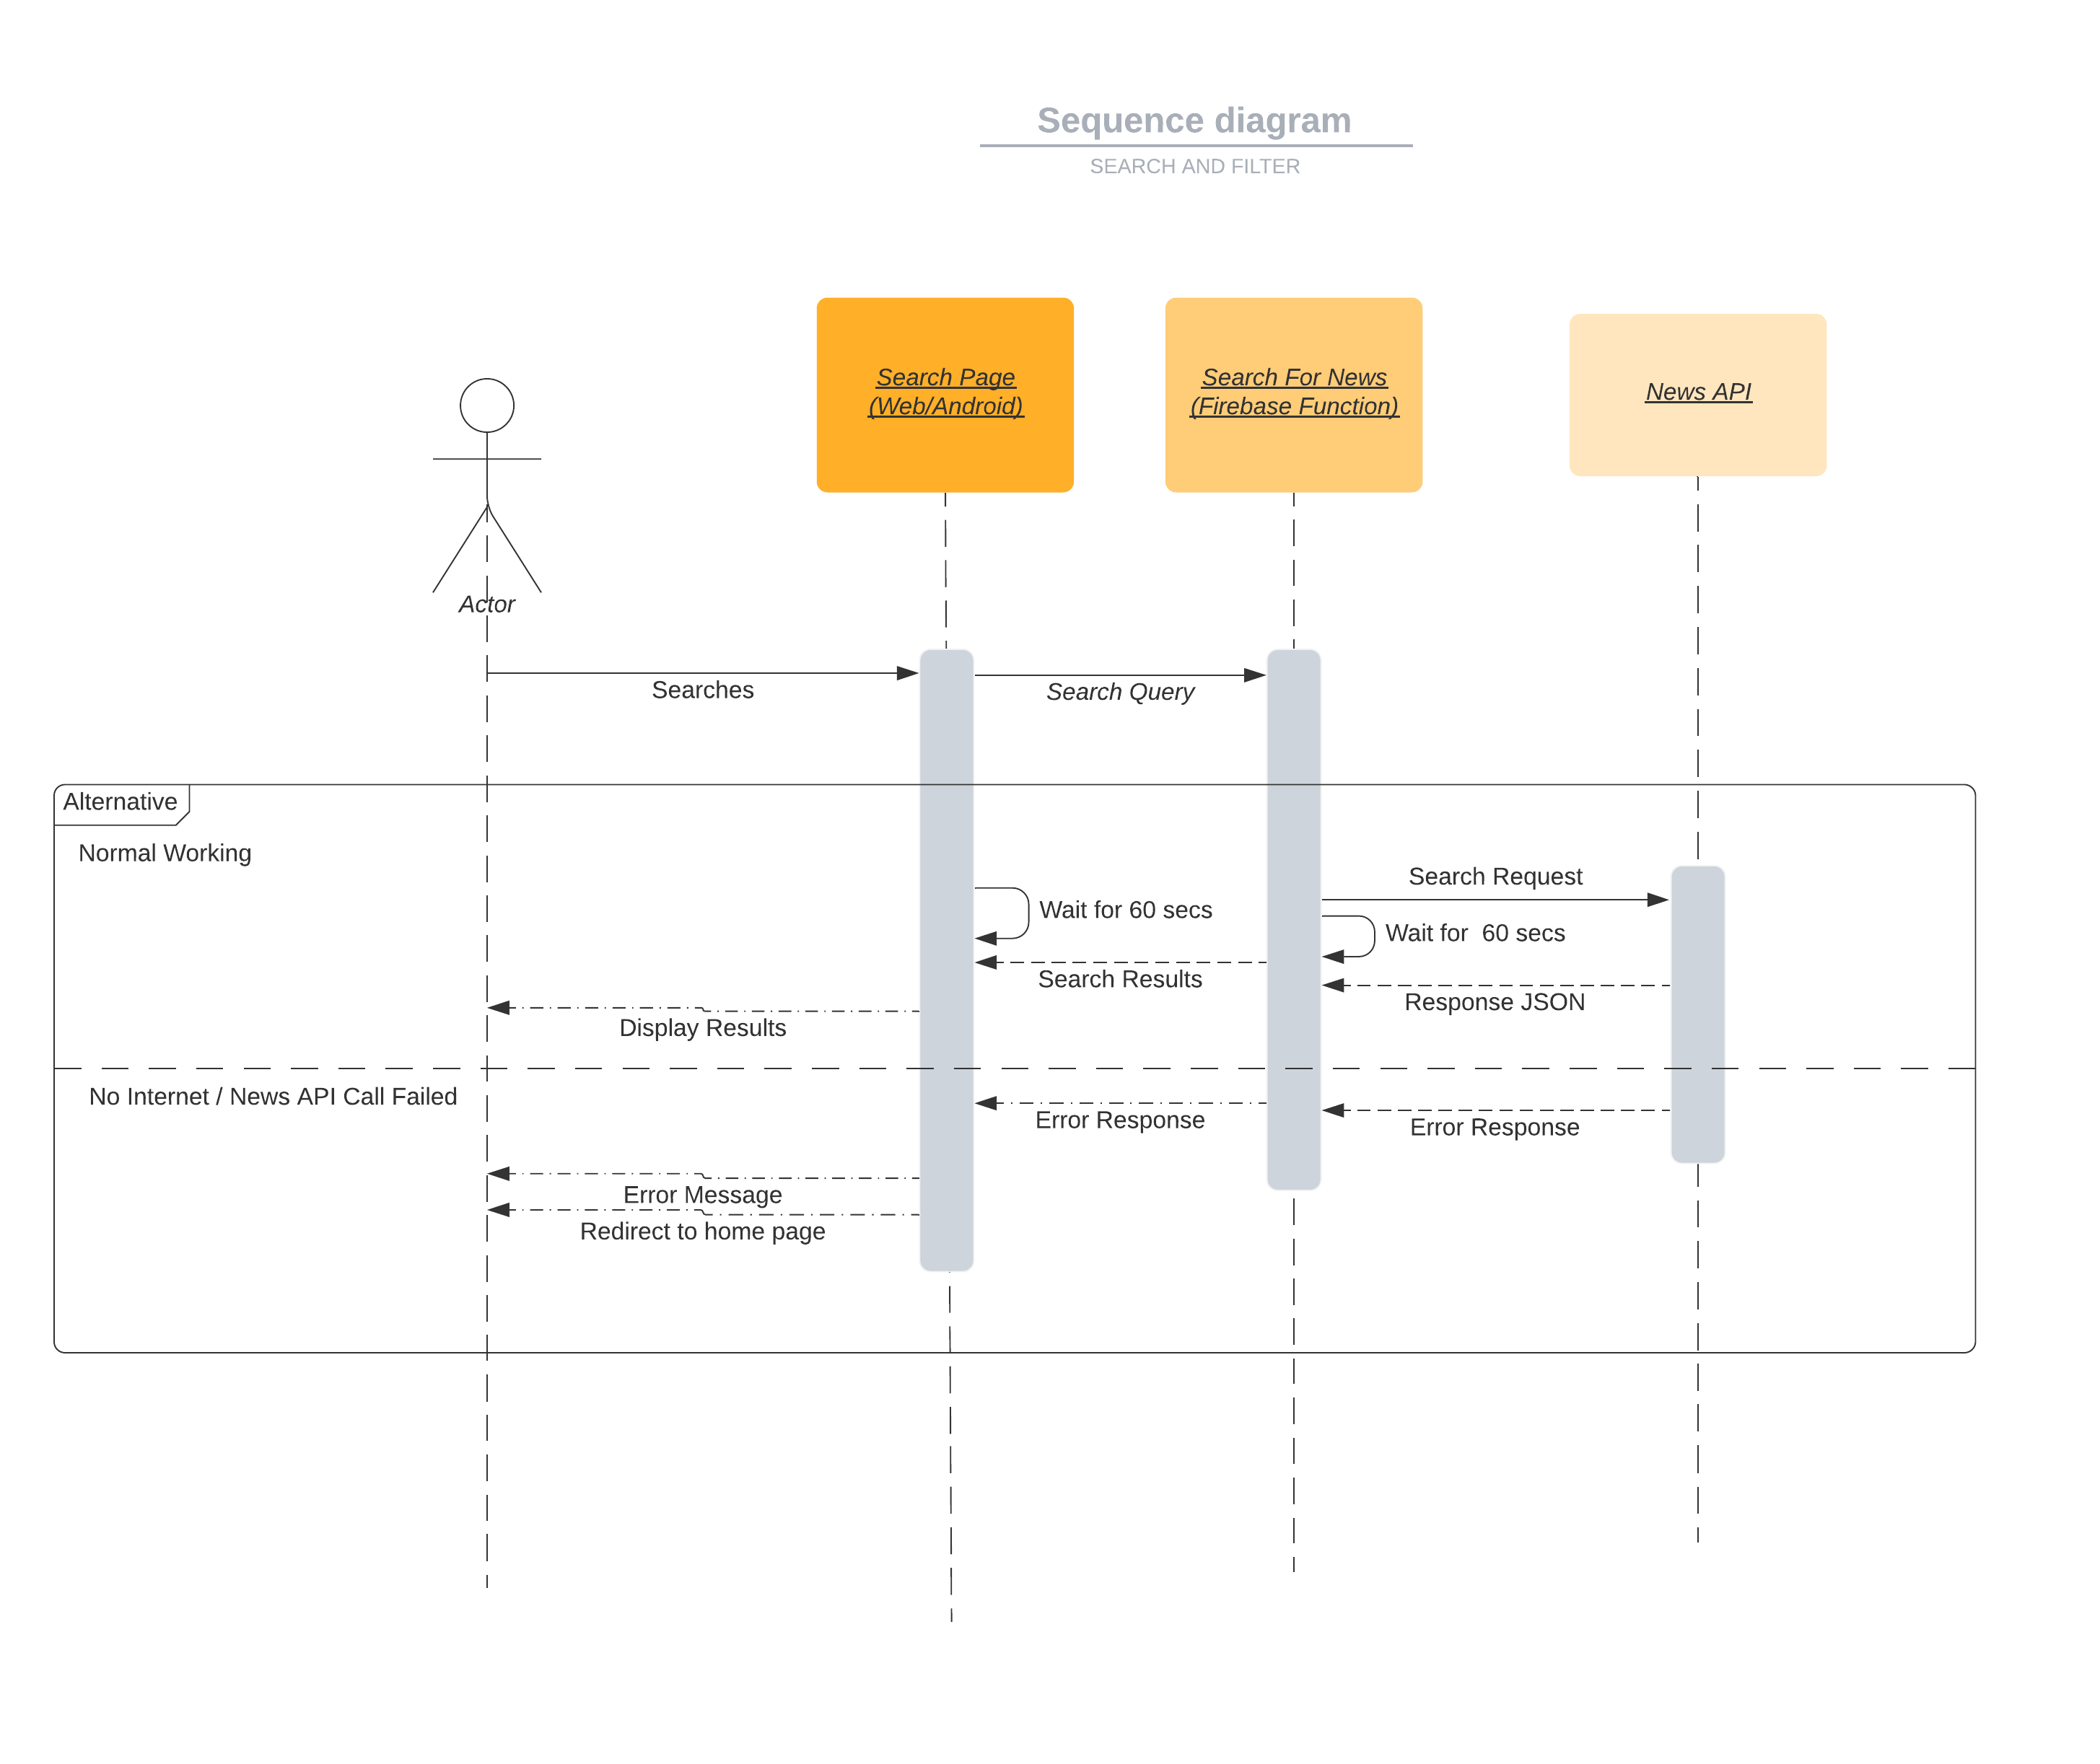 Sequence diagram
SEARCH AND FILTER
Search Page
(Web/Android)
Search For News
(Firebase Function)
News API
Actor
Searches
Search Query
Alternative
Normal Working
Search Request
Wait for 60 secs
Wait for  60 secs
Search Results
Response JSON
Display Results
No Internet / News API Call Failed
Error Response
Error Response
Error Message
Redirect to home page